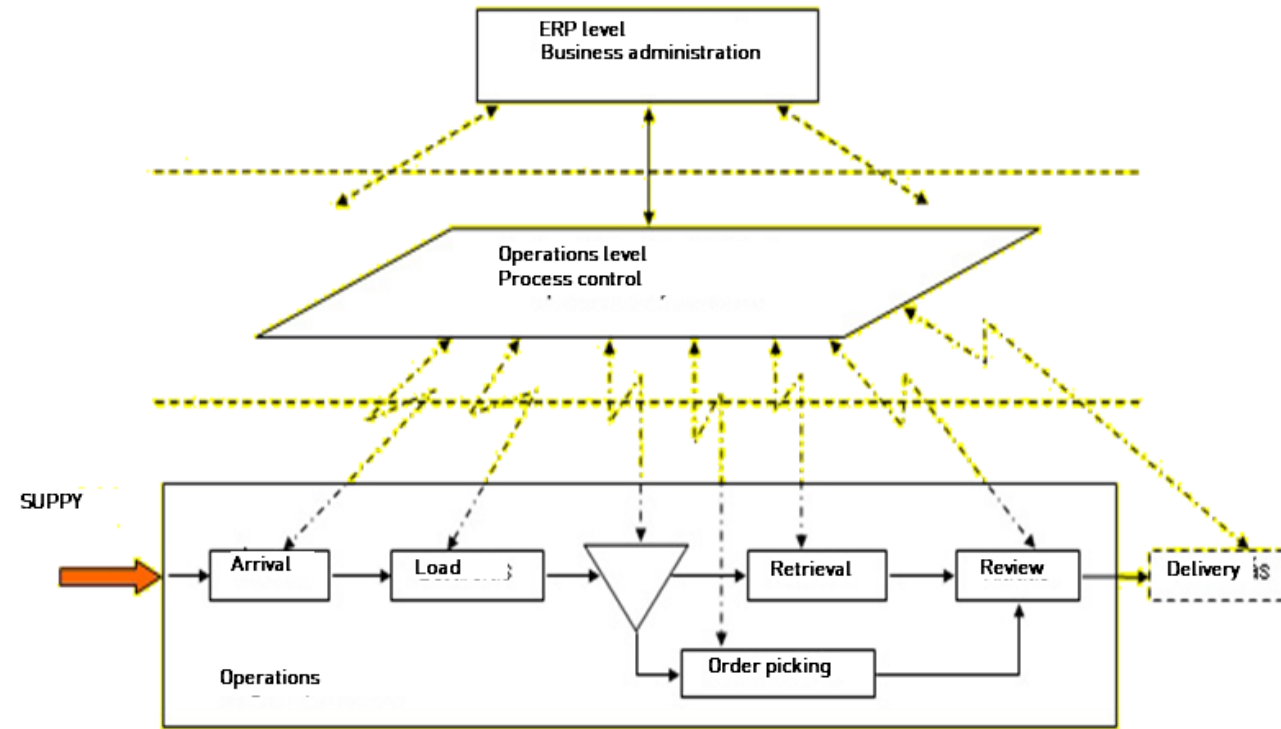 ERP level
Business administration
Operations level
Process control
SUPPY
Arrival
Load
Retrieval
Review
Delivery
Order picking
Operations